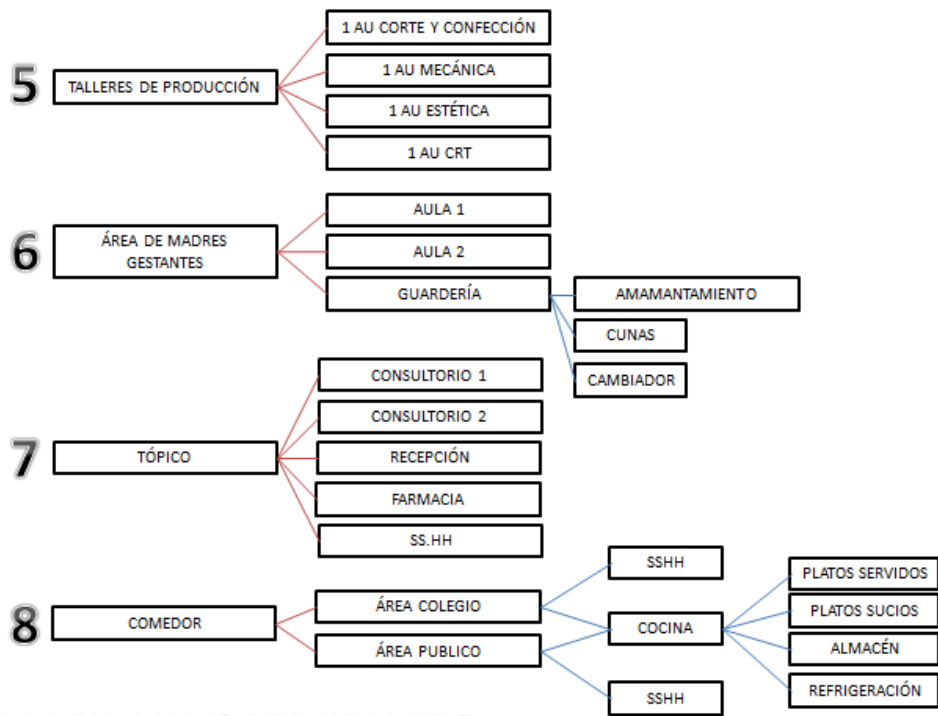 5
TALLERES DE PRODUCCIÓN
1 AU CORTE Y CONFECCIÓN
1 AU MECÁNICA
1 AU ESTÉTICA
1 AU CRT
6
ÁREA DE MADRES
GESTANTES
AULA 1
AULA 2
GUARDERÍA
AMAMANTAMIENTO
CUNAS
CAMBIADOR
7
TÓPICO
CONSULTORIO 1
CONSULTORIO 2
RECEPCIÓN
FARMACIA
SS.HH
8
COMEDOR
ÁREA COLEGIO
ÁREA PUBLICO
SSHH
COCINA
SSHH
PLATOS SERVIDOS
PLATOS SUCIOS
ALMACÉN
REFRIGERACIÓN